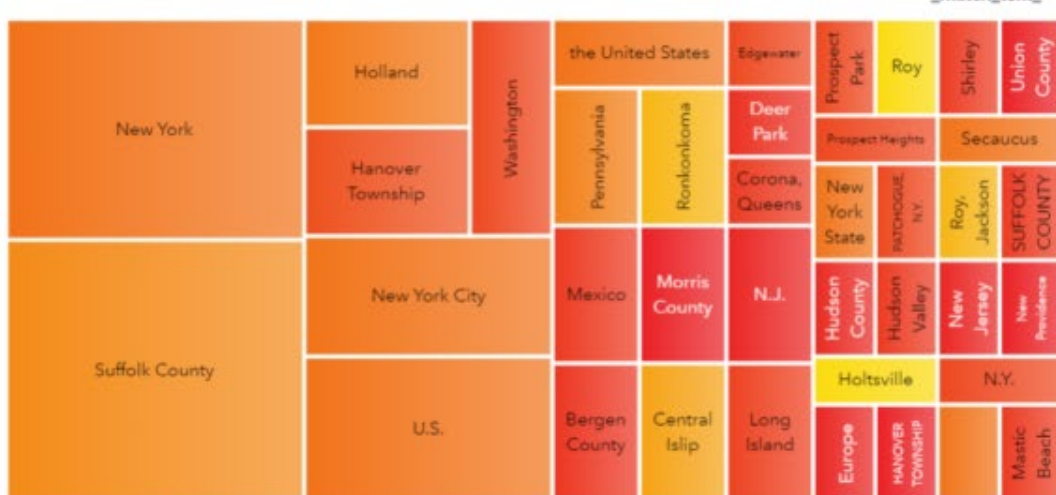 New York
Suffolk County
Holland
Hanover
Township
Washington
New York City
U.S.
the United States
Pennsylvania
Ronkonkoma
Mexico
Morris
County
Bergen
County
Central
Islip
Edgewater
Deer
Park
Corona,
Queens
N.J.
Long
Island
Prospect
Park
Roy
Shirley
Union
County
Prospect Heights
Secaucus
New
York
State
PATCHOGUE,
N.Y.
Roy,
Jackson
SUFFOLK
COUNTY
Hudson
County
Hudson
Valley
New
Jersey
New
Providence
Holtsville
N.Y.
Europe
HANOVER
TOWNSHIP
Mastic
Beach